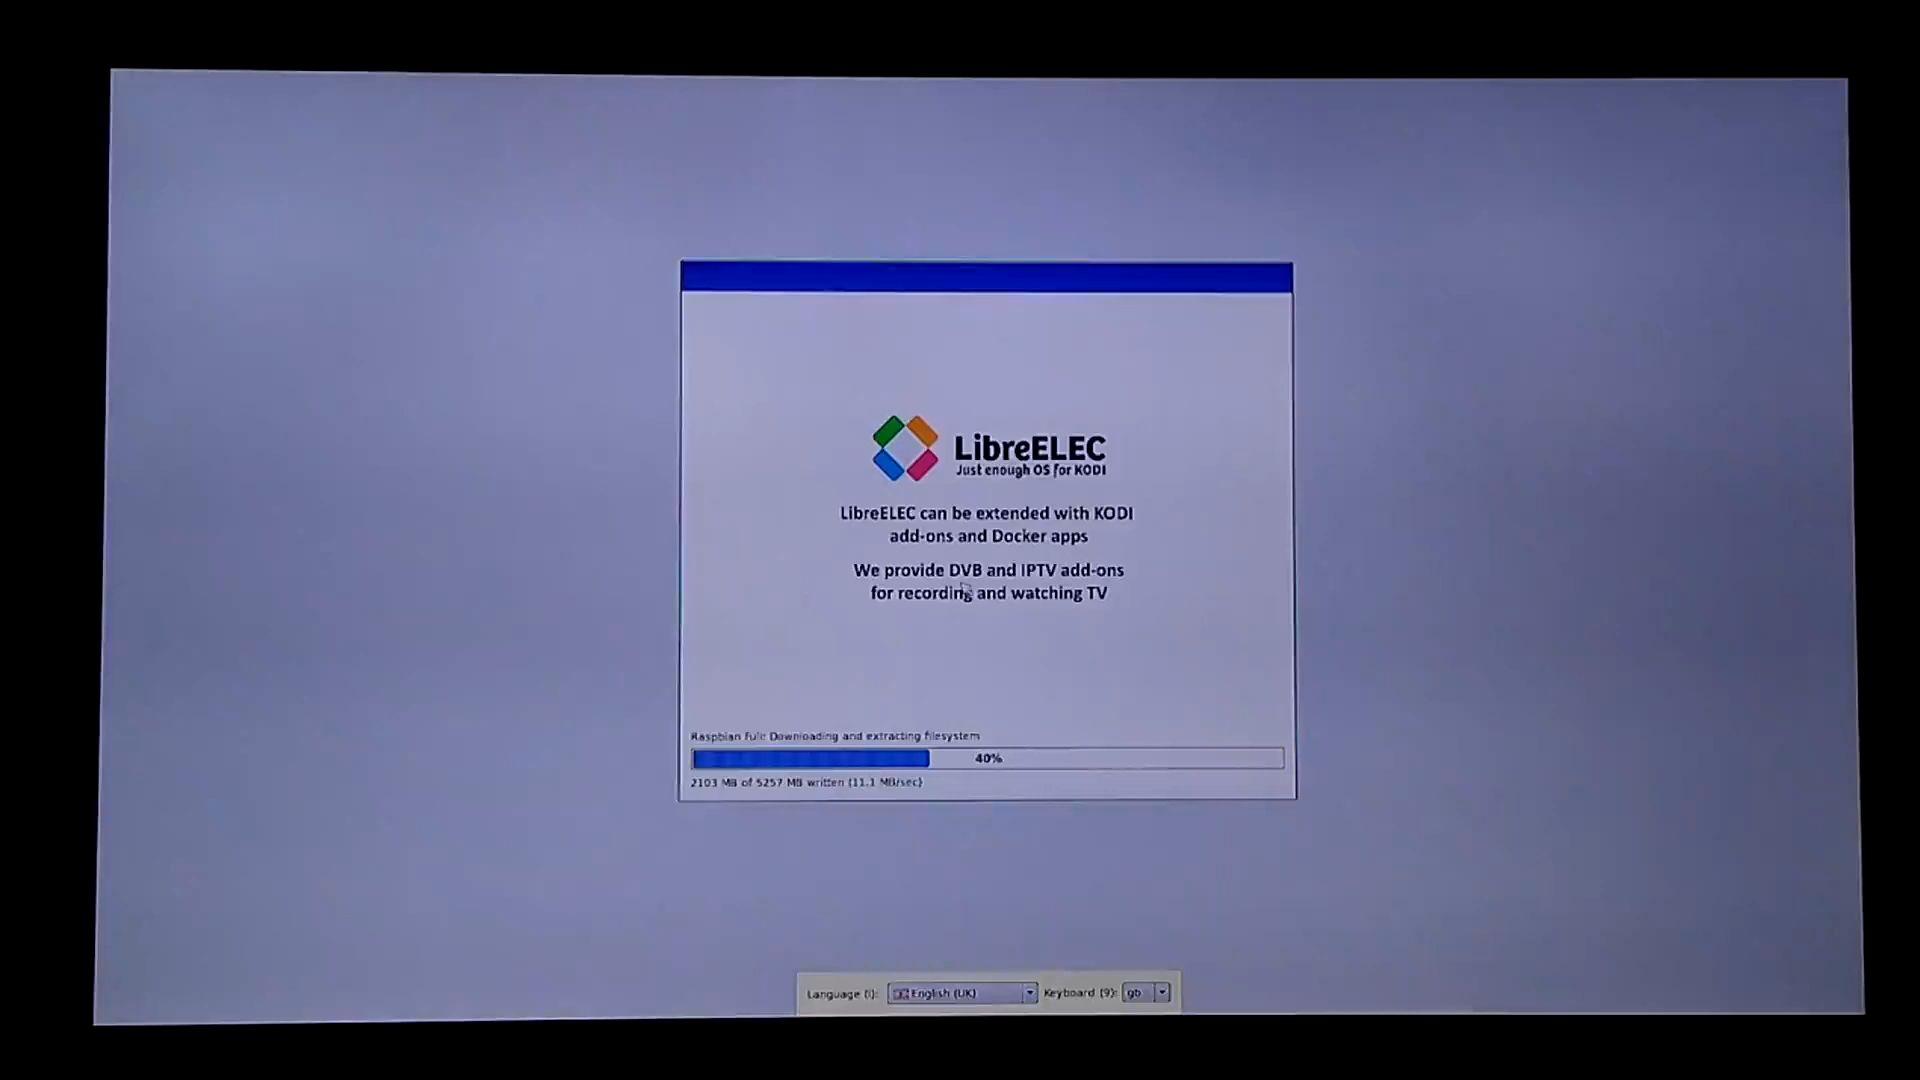 LibreELEC
Just enough OS for KODI
LibreELEC can be extended with KODI
add-ons and Docker apps
We provide DVB and IPTV add-ons
for recording and watching TV
Raspbian Full: Downloading and extracting filesystem
40%
2103 MB of 5257 MB written (11.1 MB/sec)
Language (l): English (UK) Keyboard (9): gb